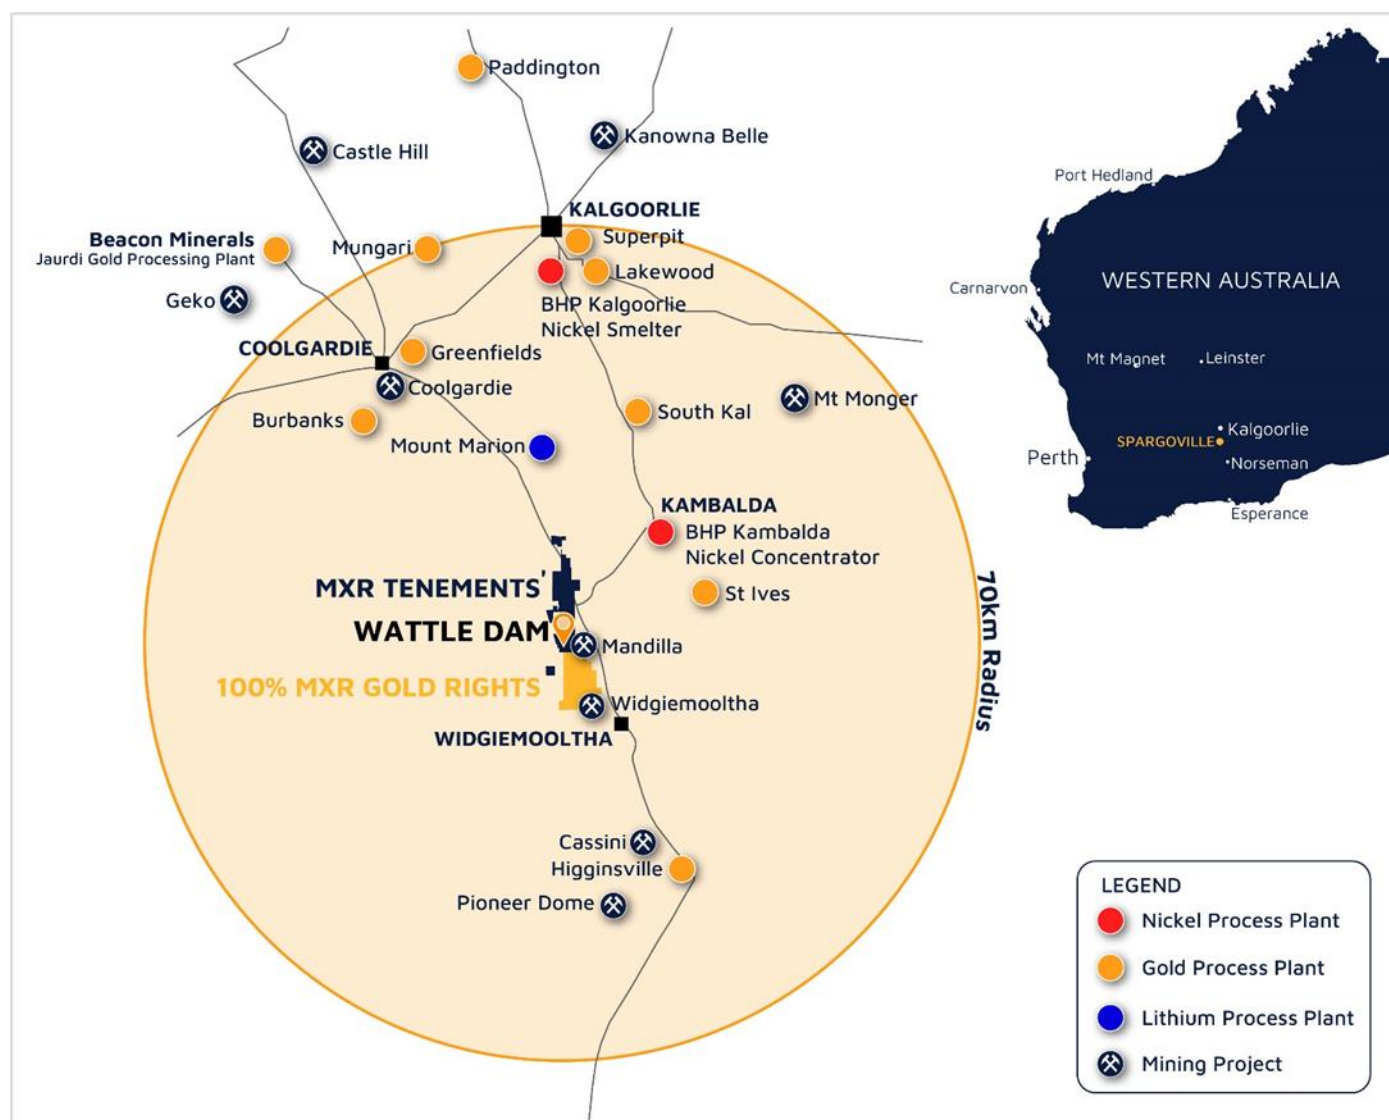 Paddington
Kanowna Belle
Castle Hill
KALGOORLIE
Superpit
Beacon Minerals
Jaurdi Gold Processing Plant
Mungari
Lakewood
Geko
BHP Kalgoorlie
Nickel Smelter
COOLGARDIE
Greenfields
Coolgardie
Mt Monger
Burbanks
South Kal
Mount Marion
KAMBALDA
BHP Kambalda
Nickel Concentrator
MXR TENEMENTS
St Ives
WATTLE DAM
Mandilla
100% MXR GOLD RIGHTS
Widgiemooltha
WIDGIEMOOLTHA
70km Radius
Cassini
Higginsville
Pioneer Dome
Port Hedland
WESTERN AUSTRALIA
Carnarvon
Mt Magnet
Leinster
Kalgoorlie
SPARGOVILLE
Perth
Norseman
Esperance
LEGEND
Nickel Process Plant
Gold Process Plant
Lithium Process Plant
Mining Project